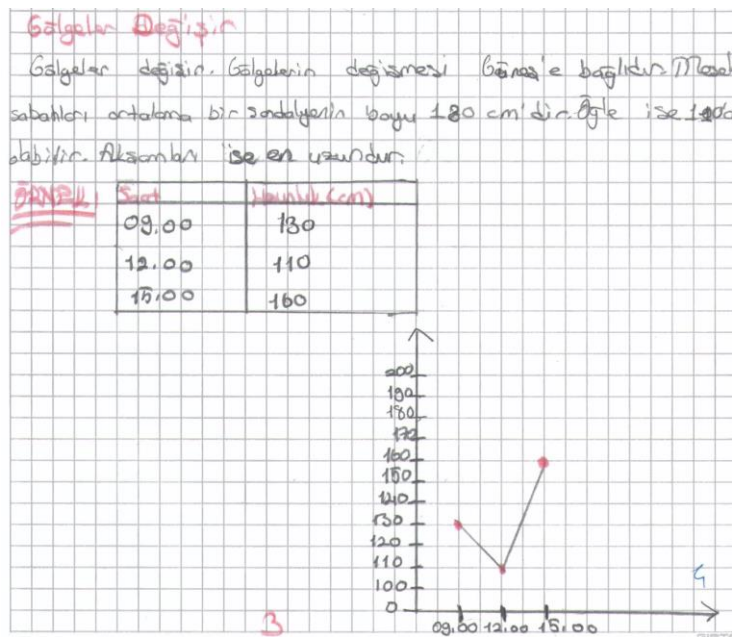 Gölgeler Değişir
Gölgeler değişir. Gölgelerin değişmesi Güneş'e bağlıdır. Mesela
sabahları ortalama bir sandalyenin boyu 180 cm'dir. Öğle ise
olabilir. Akşamları ise en uzundur.
ÖRNEK:
Saat Uzunluk (cm)
09.00 130
12.00 110
15.00 160
200
190
180
170
160
150
140
130
120
110
100
0
09.00 12.00 15.00
3